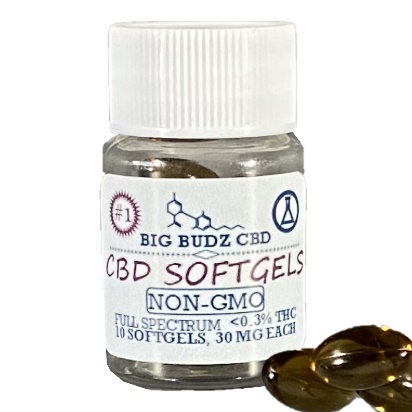 #1
BIG BUDZ CBD
CBD SOFTGELS
NON-GMO
FULL SPECTRUM <0.3% THC
10 SOFTGELS, 30 MG EACH